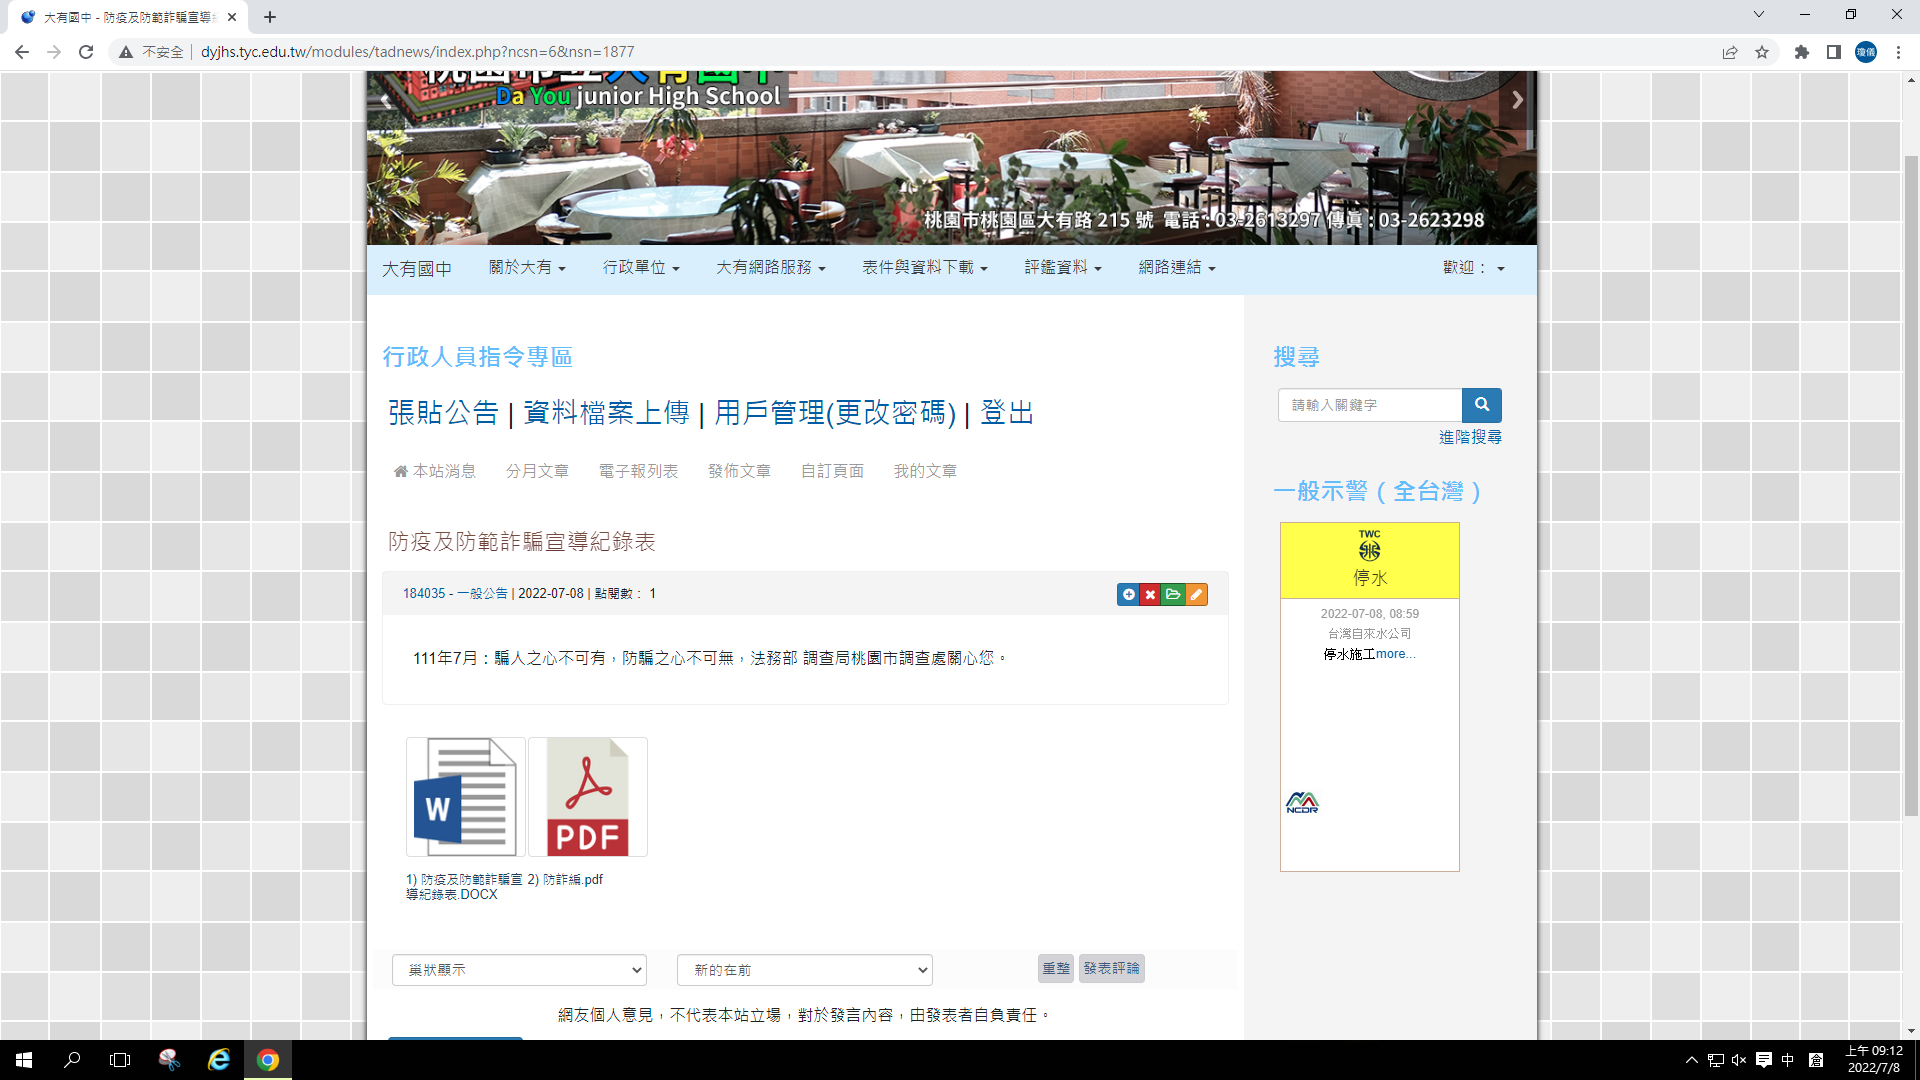 大有國中 - 防疫及防範詐騙宣導
不安全 | dyjhs.tyc.edu.tw/modules/tadnews/index.php?ncsn=6&nsn=1877
瓊儀
桃園市立大有國中
Da You junior High School
桃園市桃園區大有路 215 號 電話 : 03-2613297 傳真 : 03-2623298
大有國中 關於大有 行政單位 大有網路服務 表件與資料下載 評鑑資料 網路連結 歡迎：
行政人員指令專區
張貼公告 | 資料檔案上傳 | 用戶管理(更改密碼) | 登出
本站消息 分月文章 電子報列表 發佈文章 自訂頁面 我的文章
防疫及防範詐騙宣導紀錄表
184035 - 一般公告 | 2022-07-08 | 點閱數： 1
111年7月：騙人之心不可有，防騙之心不可無，法務部 調查局桃園市調查處關心您。
W
PDF
1) 防疫及防範詐騙宣導紀錄表.DOCX
2) 防詐編.pdf
巢狀顯示
新的在前
重整 發表評論
網友個人意見，不代表本站立場，對於發言內容，由發表者自負責任。
搜尋
請輸入關鍵字
進階搜尋
一般示警 ( 全台灣 )
TWC
停水
2022-07-08, 08:59
台灣自來水公司
停水施工more...
NCDR
中
上午 09:12
2022/7/8